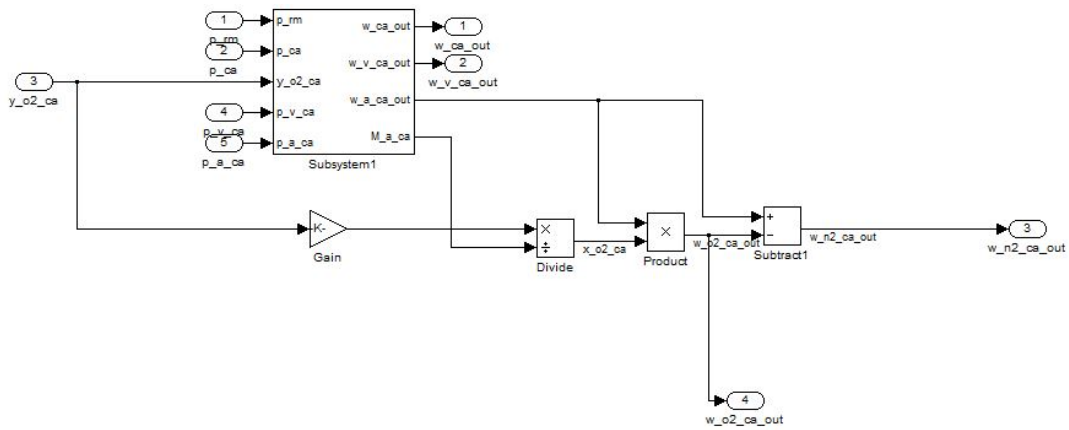 1
p_rm
2
p_ca
3
y_o2_ca
4
p_v_ca
5
p_a_ca
p_rm
p_ca
y_o2_ca
p_v_ca
p_a_ca
w_ca_out
w_v_ca_out
w_a_ca_out
M_a_ca
Subsystem1
1
w_ca_out
2
w_v_ca_out
-K-
Gain
×
÷
Divide
x_o2_ca
×
Product
w_o2_ca_out
+
−
Subtract1
w_n2_ca_out
3
w_n2_ca_out
4
w_o2_ca_out